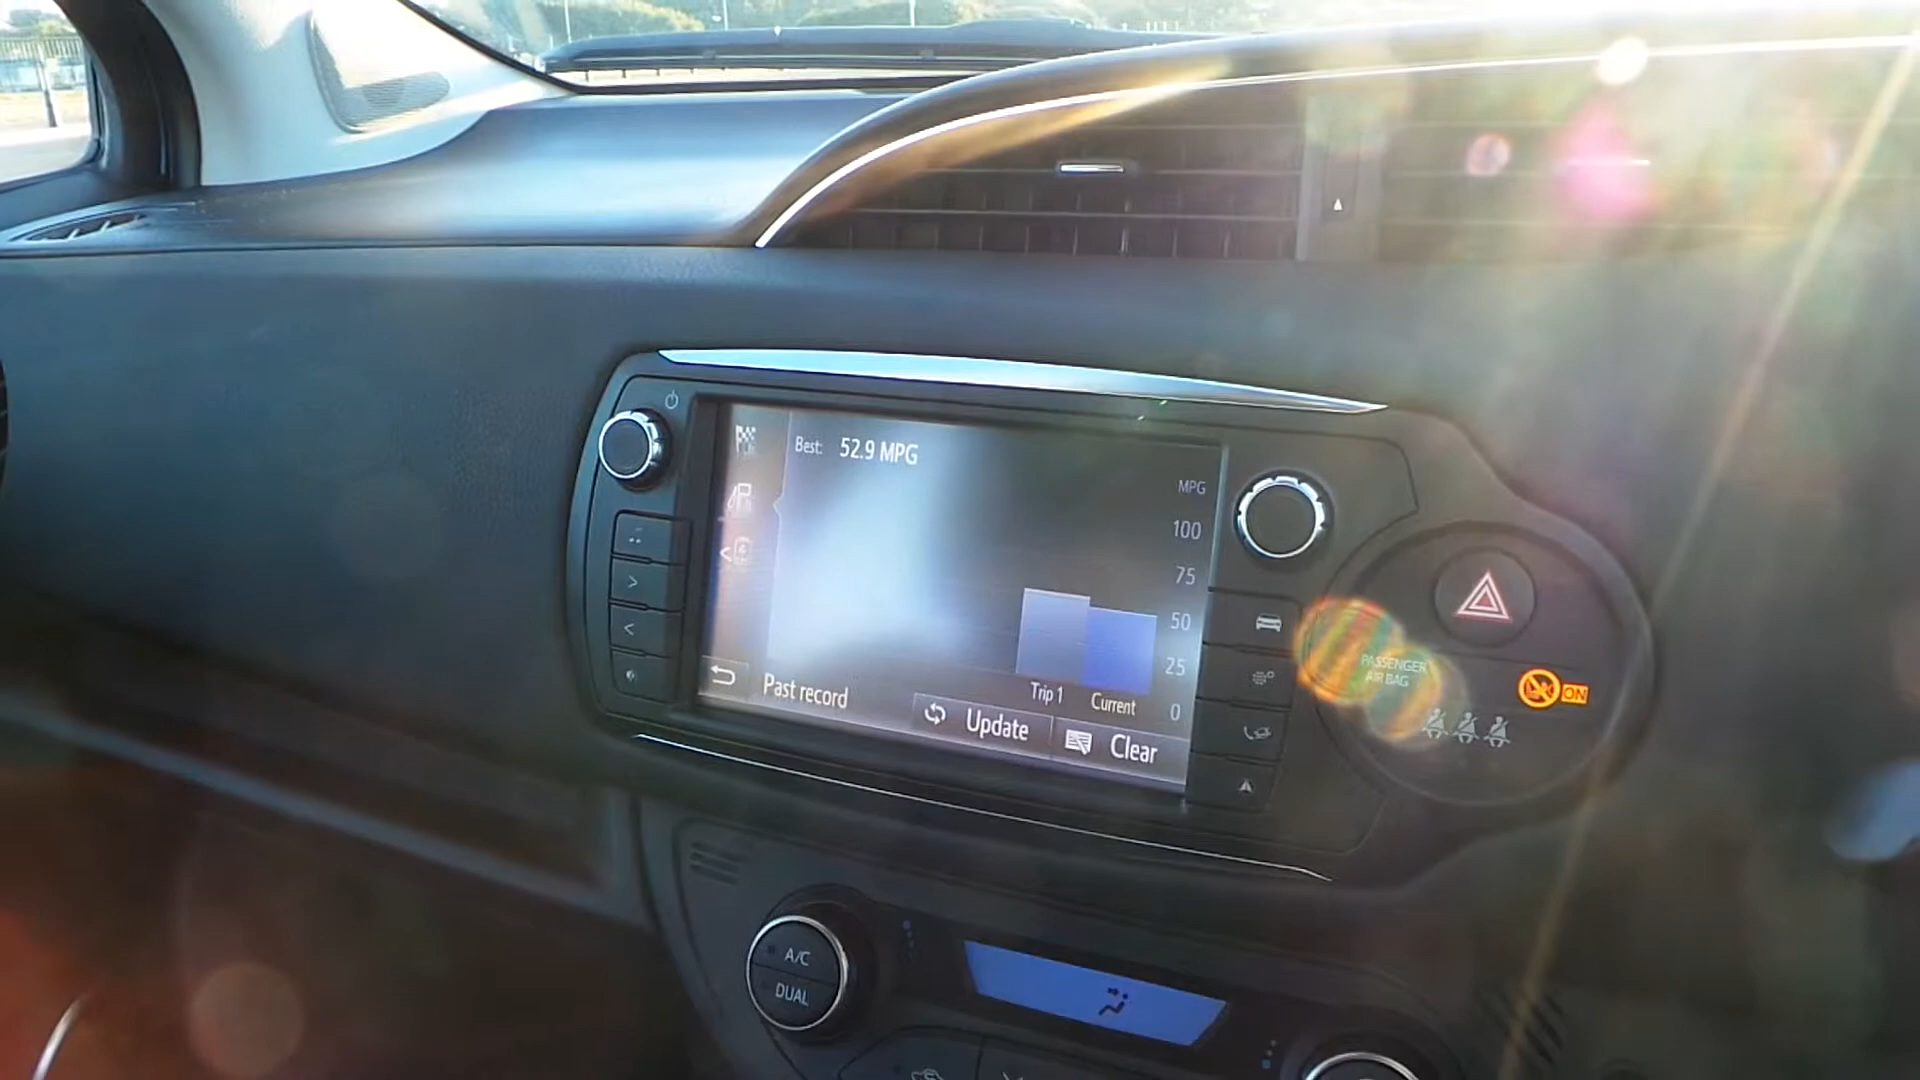 Best: 52.9 MPG
MPG
100
75
50
25
0
Trip 1
Current
Past record
Update
Clear
PASSENGER
AIR BAG
ON
A/C
DUAL